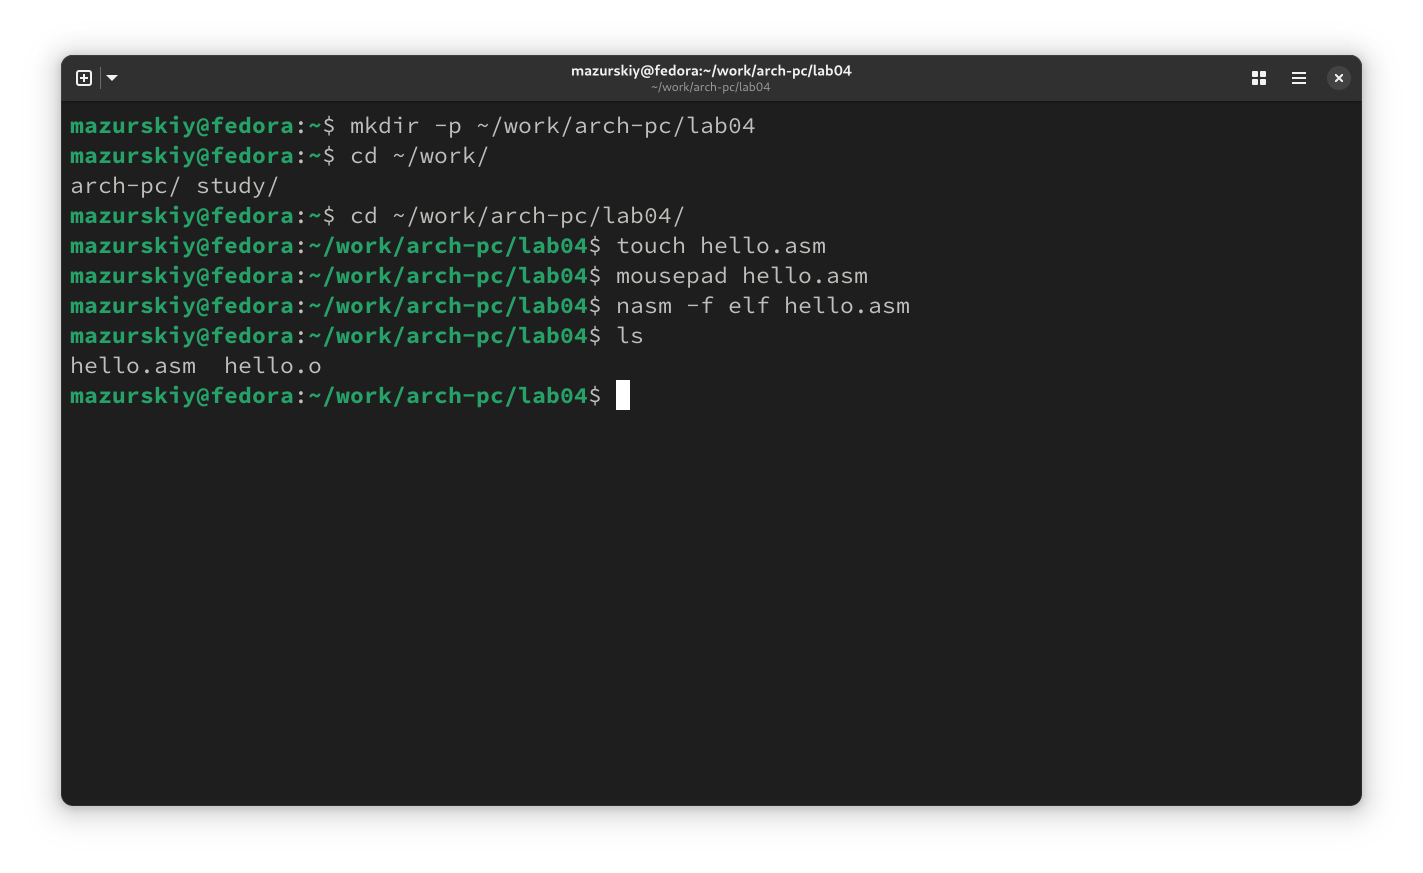 mazurskiy@fedora:~/work/arch-pc/lab04
~/work/arch-pc/lab04
mazurskiy@fedora:~$ mkdir -p ~/work/arch-pc/lab04
mazurskiy@fedora:~$ cd ~/work/
arch-pc/ study/
mazurskiy@fedora:~$ cd ~/work/arch-pc/lab04/
mazurskiy@fedora:~/work/arch-pc/lab04$ touch hello.asm
mazurskiy@fedora:~/work/arch-pc/lab04$ mousepad hello.asm
mazurskiy@fedora:~/work/arch-pc/lab04$ nasm -f elf hello.asm
mazurskiy@fedora:~/work/arch-pc/lab04$ ls
hello.asm  hello.o
mazurskiy@fedora:~/work/arch-pc/lab04$